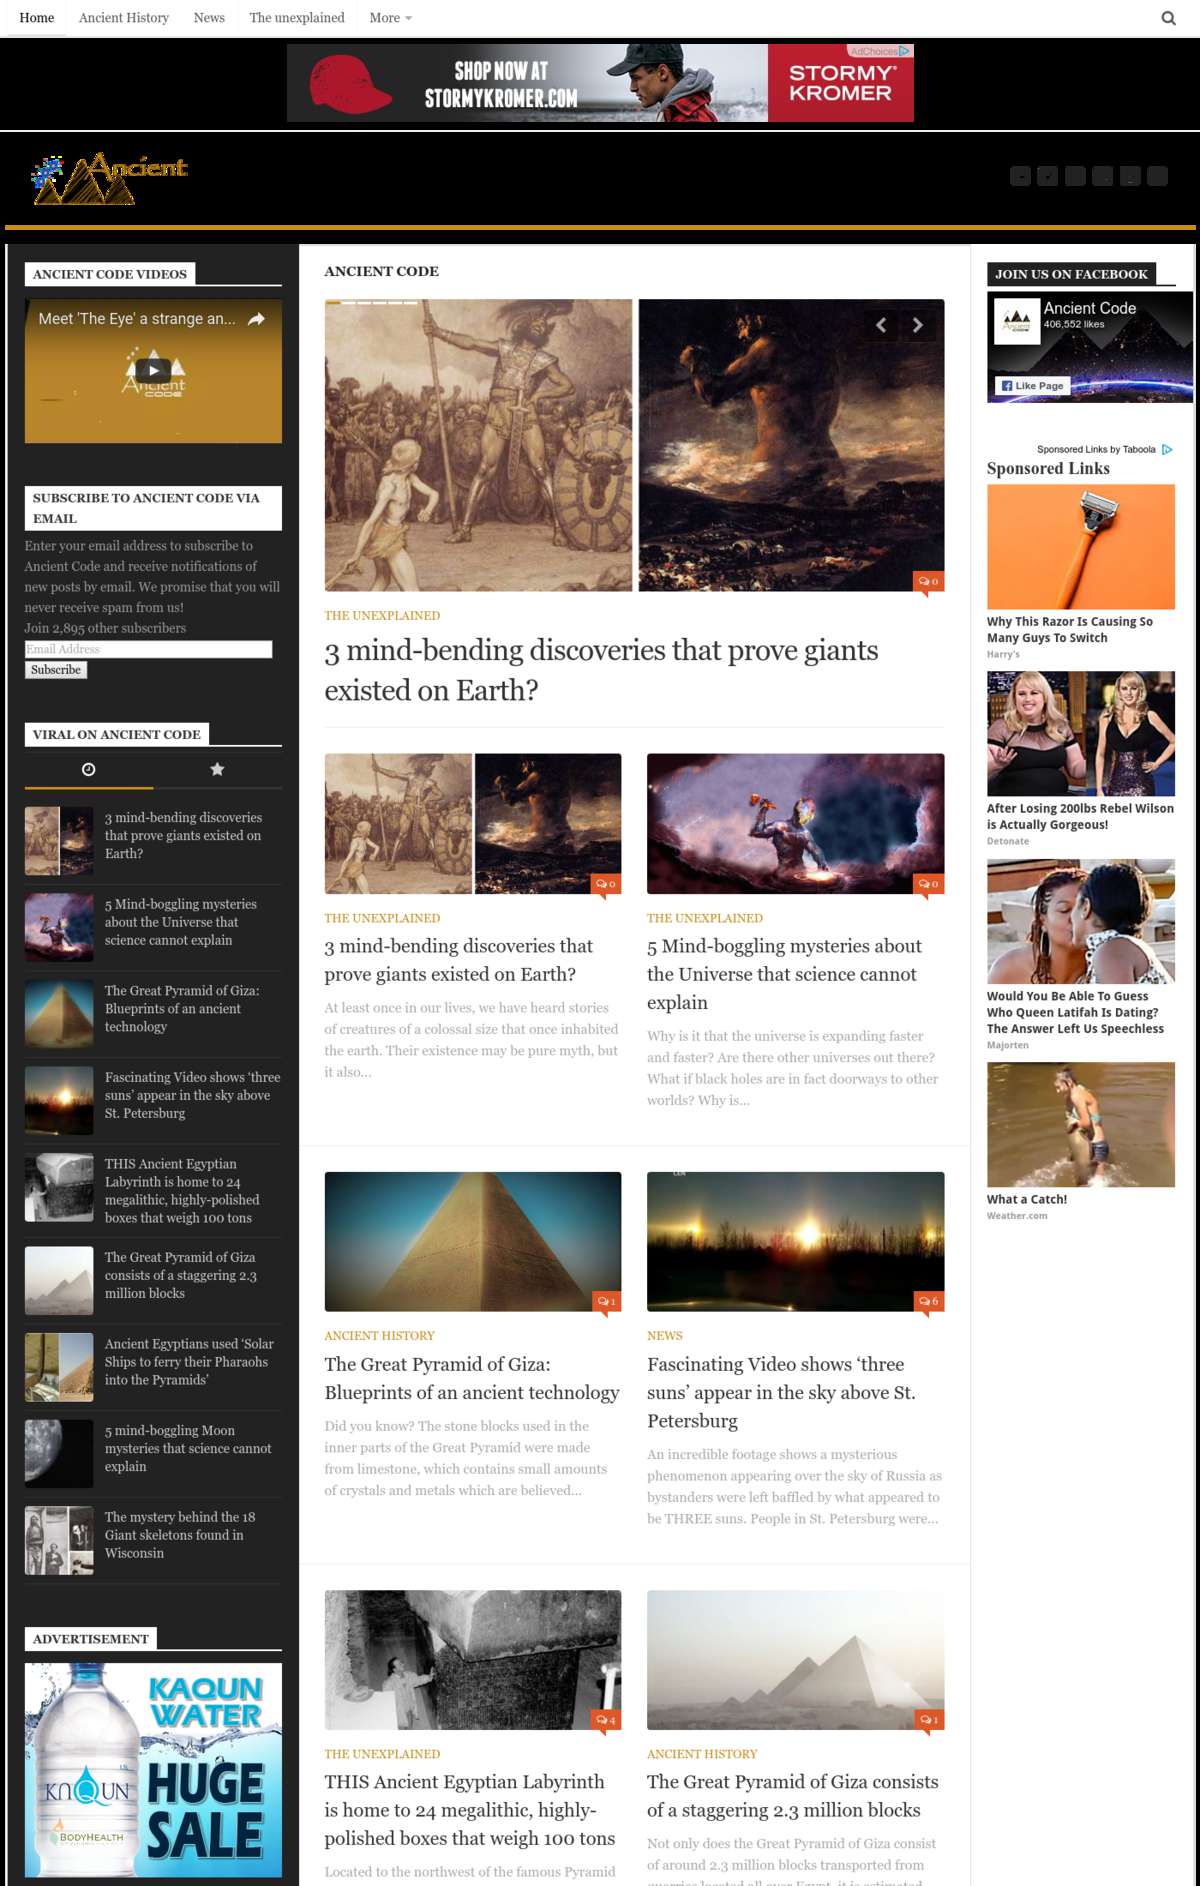 Home
Ancient History
News
The unexplained
More
AdChoices
SHOP NOW AT
STORMYKROMER.COM
STORMY
KROMER
Ancient
ANCIENT CODE VIDEOS
Meet 'The Eye' a strange an...
Ancient
CODE
SUBSCRIBE TO ANCIENT CODE VIA
EMAIL
Enter your email address to subscribe to
Ancient Code and receive notifications of
new posts by email. We promise that you will
never receive spam from us!
Join 2,895 other subscribers
Email Address
Subscribe
VIRAL ON ANCIENT CODE
3 mind-bending discoveries
that prove giants existed on
Earth?
5 Mind-boggling mysteries
about the Universe that
science cannot explain
The Great Pyramid of Giza:
Blueprints of an ancient
technology
Fascinating Video shows ‘three
suns’ appear in the sky above
St. Petersburg
THIS Ancient Egyptian
Labyrinth is home to 24
megalithic, highly-polished
boxes that weigh 100 tons
The Great Pyramid of Giza
consists of a staggering 2.3
million blocks
Ancient Egyptians used ‘Solar
Ships to ferry their Pharaohs
into the Pyramids’
5 mind-boggling Moon
mysteries that science cannot
explain
The mystery behind the 18
Giant skeletons found in
Wisconsin
ADVERTISEMENT
KAQUN
WATER
KAQUN
HUGE
SALE
BODYHEALTH
ANCIENT CODE
0
THE UNEXPLAINED
3 mind-bending discoveries that prove giants
existed on Earth?
0
THE UNEXPLAINED
3 mind-bending discoveries that
prove giants existed on Earth?
At least once in our lives, we have heard stories
of creatures of a colossal size that once inhabited
the earth. Their existence may be pure myth, but
it also...
0
THE UNEXPLAINED
5 Mind-boggling mysteries about
the Universe that science cannot
explain
Why is it that the universe is expanding faster
and faster? Are there other universes out there?
What if black holes are in fact doorways to other
worlds? Why is...
1
ANCIENT HISTORY
The Great Pyramid of Giza:
Blueprints of an ancient technology
Did you know? The stone blocks used in the
inner parts of the Great Pyramid were made
from limestone, which contains small amounts
of crystals and metals which are believed...
CEN
6
NEWS
Fascinating Video shows ‘three
suns’ appear in the sky above St.
Petersburg
An incredible footage shows a mysterious
phenomenon appearing over the sky of Russia as
bystanders were left baffled by what appeared to
be THREE suns. People in St. Petersburg were...
4
THE UNEXPLAINED
THIS Ancient Egyptian Labyrinth
is home to 24 megalithic, highly-
polished boxes that weigh 100 tons
Located to the northwest of the famous Pyramid
1
ANCIENT HISTORY
The Great Pyramid of Giza consists
of a staggering 2.3 million blocks
Not only does the Great Pyramid of Giza consist
of around 2.3 million blocks transported from
quarries located all over Egypt, it is estimated
JOIN US ON FACEBOOK
Ancient Code
406,552 likes
Like Page
Sponsored Links by Taboola
Sponsored Links
Why This Razor Is Causing So
Many Guys To Switch
Harry's
After Losing 200lbs Rebel Wilson
is Actually Gorgeous!
Detonate
Would You Be Able To Guess
Who Queen Latifah Is Dating?
The Answer Left Us Speechless
Majorten
What a Catch!
Weather.com